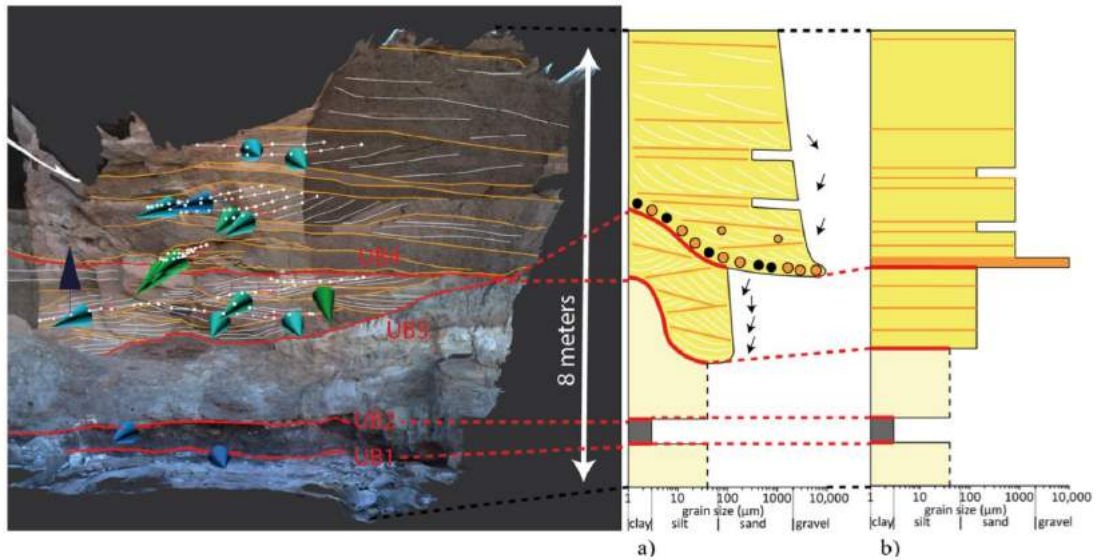 UB4
UB3
UB2
UB1
8 meters
1 10 100 1000 10,000
grain size (μm)
clay silt sand gravel
a)
1 10 100 1000 10,000
grain size (μm)
clay silt sand gravel
b)